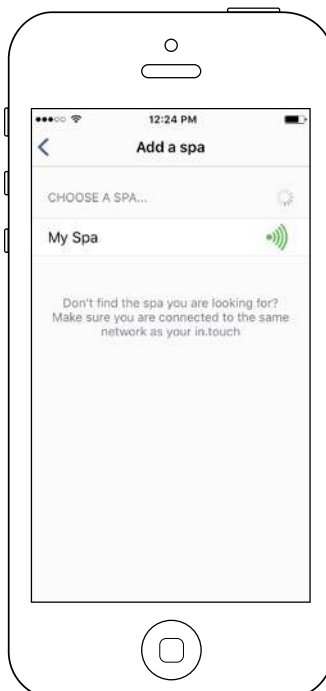 12:24 PM
Add a spa
CHOOSE A SPA...
My Spa
Don't find the spa you are looking for?
Make sure you are connected to the same
network as your in.touch